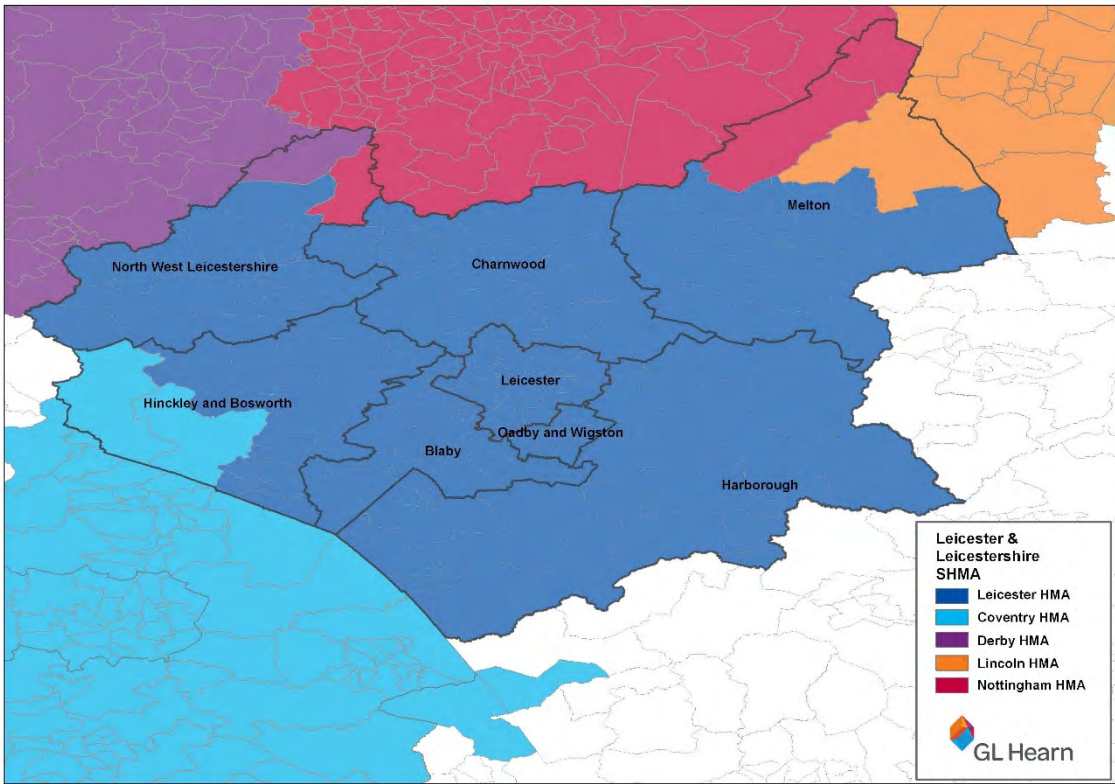 Melton
North West Leicestershire
Charnwood
Leicester
Hinckley and Bosworth
Oadby and Wigston
Blaby
Harborough
Leicester &
Leicestershire
SHMA
Leicester HMA
Coventry HMA
Derby HMA
Lincoln HMA
Nottingham HMA
GL Hearn